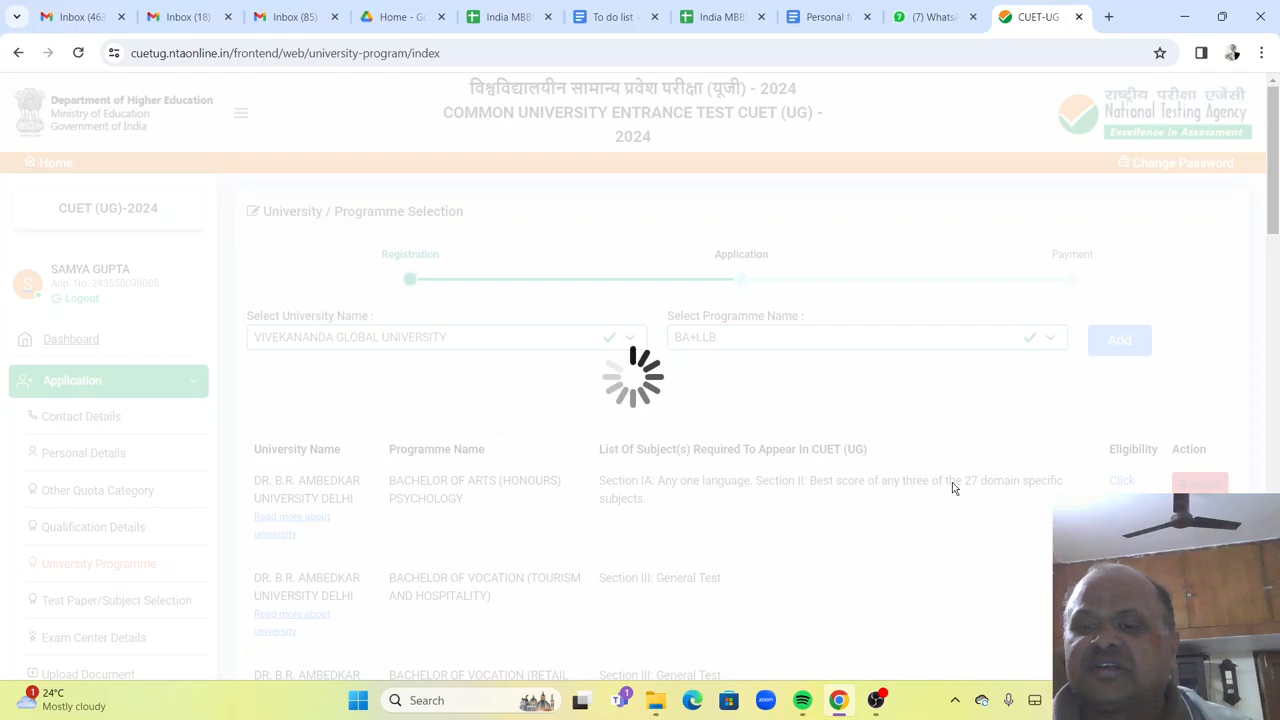 Inbox (463
Inbox (18)
Inbox (85)
Home - Go
India MBB
To do list -
India MBB
Personal fi
(7) WhatsA
CUET-UG
cuetug.ntaonline.in/frontend/web/university-program/index
Department of Higher Education
Ministry of Education
Government of India
विश्वविद्यालयीन सामान्य प्रवेश परीक्षा (यूजी) - 2024
COMMON UNIVERSITY ENTRANCE TEST CUET (UG) -
2024
राष्ट्रीय परीक्षा एजेंसी
National Testing Agency
Excellence in Assessment
Home
Change Password
CUET (UG)-2024
S
SAMYA GUPTA
App. No. 243550098085
Logout
Dashboard
Application
Contact Details
Personal Details
Other Quota Category
Qualification Details
University Programme
Test Paper/Subject Selection
Exam Center Details
Upload Document
University / Programme Selection
Registration
Application
Payment
Select University Name :
VIVEKANANDA GLOBAL UNIVERSITY
Select Programme Name :
BA+LLB
Add
University Name
Programme Name
List Of Subject(s) Required To Appear In CUET (UG)
Eligibility
Action
DR. B.R. AMBEDKAR
UNIVERSITY DELHI
Read more about
university
BACHELOR OF ARTS (HONOURS)
PSYCHOLOGY
Section IA: Any one language. Section II: Best score of any three of the 27 domain specific
subjects.
Click
DR. B.R. AMBEDKAR
UNIVERSITY DELHI
Read more about
university
BACHELOR OF VOCATION (TOURISM
AND HOSPITALITY)
Section III: General Test
DR. B.R. AMBEDKAR
BACHELOR OF VOCATION (RETAIL
Section III: General Test
1
24°C
Mostly cloudy
Search
1